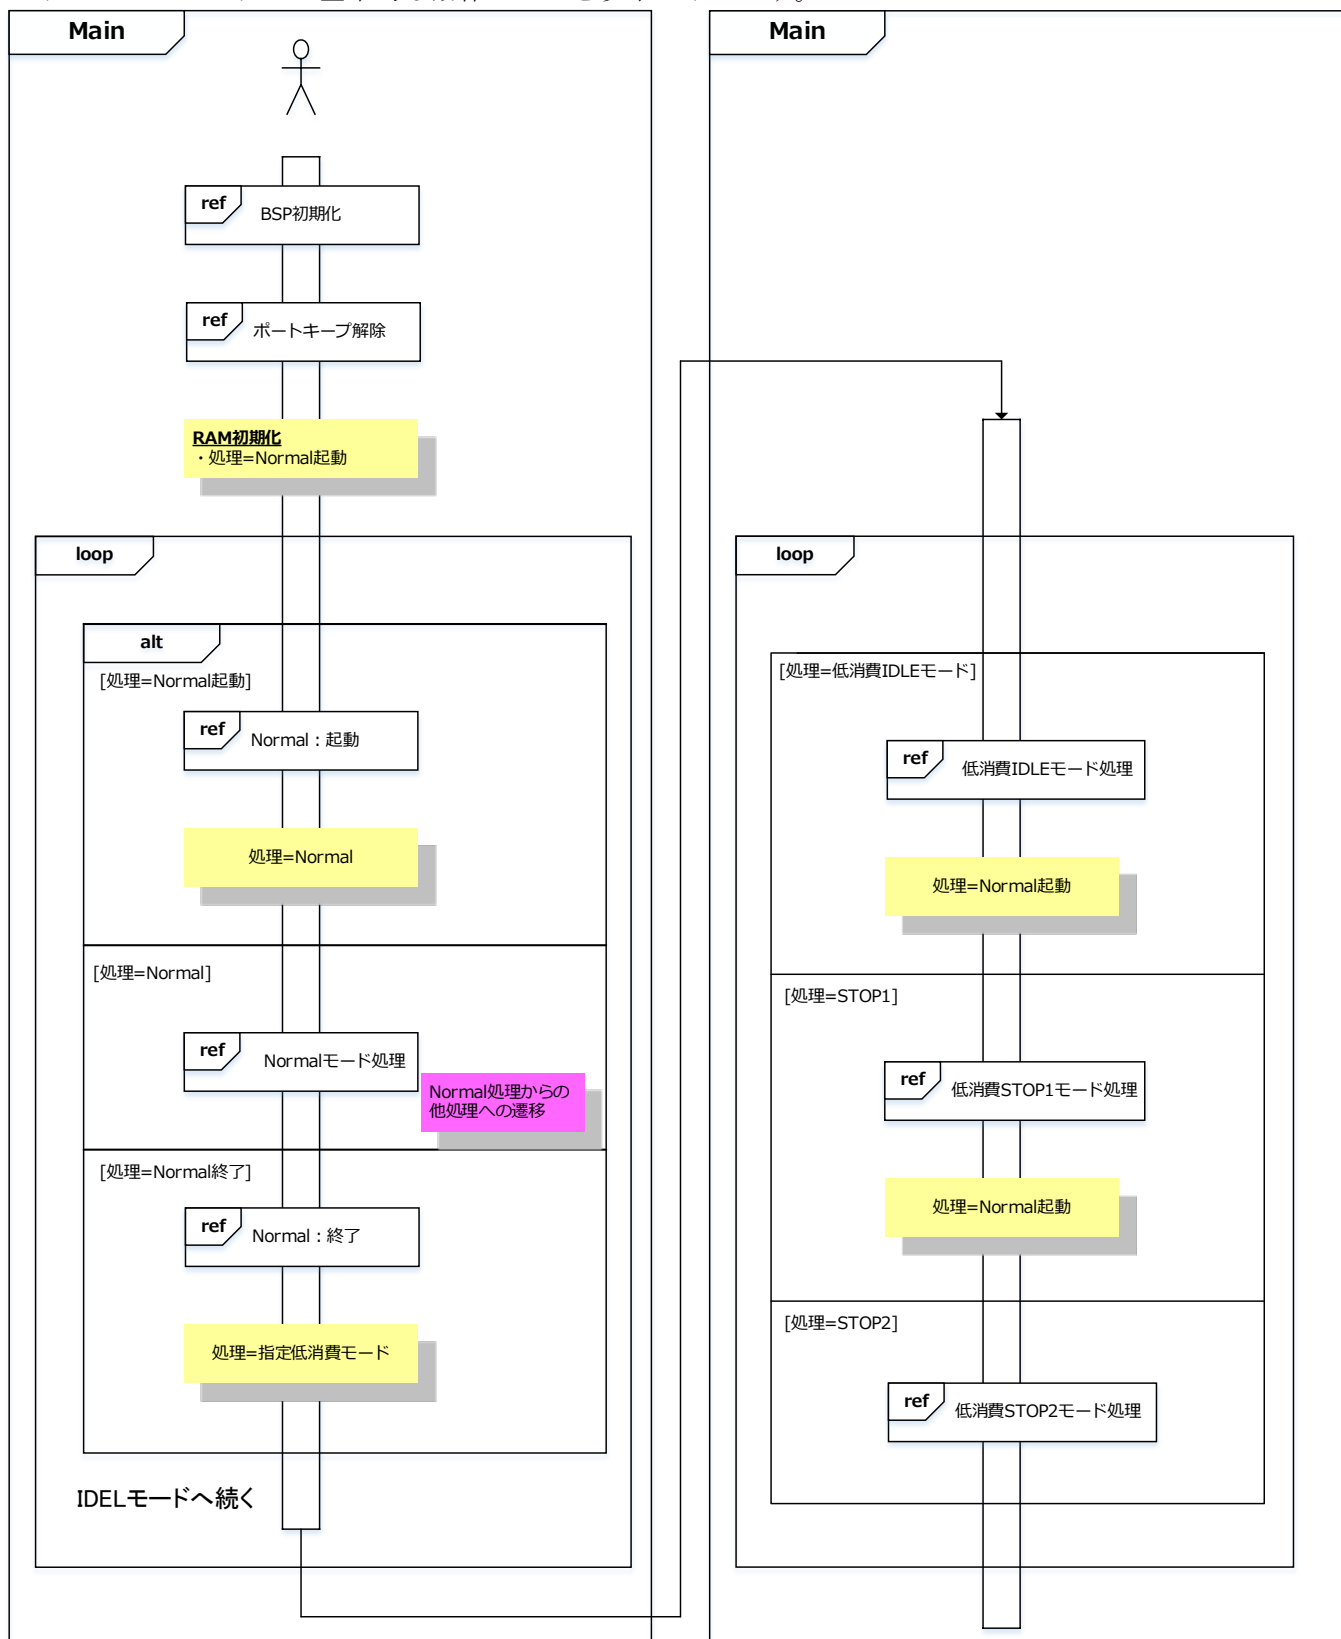 Main
ref
BSP初期化
ref
ポートキープ解除
RAM初期化
・処理=Normal起動
loop
alt
[処理=Normal起動]
ref
Normal：起動
処理=Normal
[処理=Normal]
ref
Normalモード処理
Normal処理からの
他処理への遷移
[処理=Normal終了]
ref
Normal：終了
処理=指定低消費モード
IDELモードへ続く
Main
loop
[処理=低消費IDLEモード]
ref
低消費IDLEモード処理
処理=Normal起動
[処理=STOP1]
ref
低消費STOP1モード処理
処理=Normal起動
[処理=STOP2]
ref
低消費STOP2モード処理